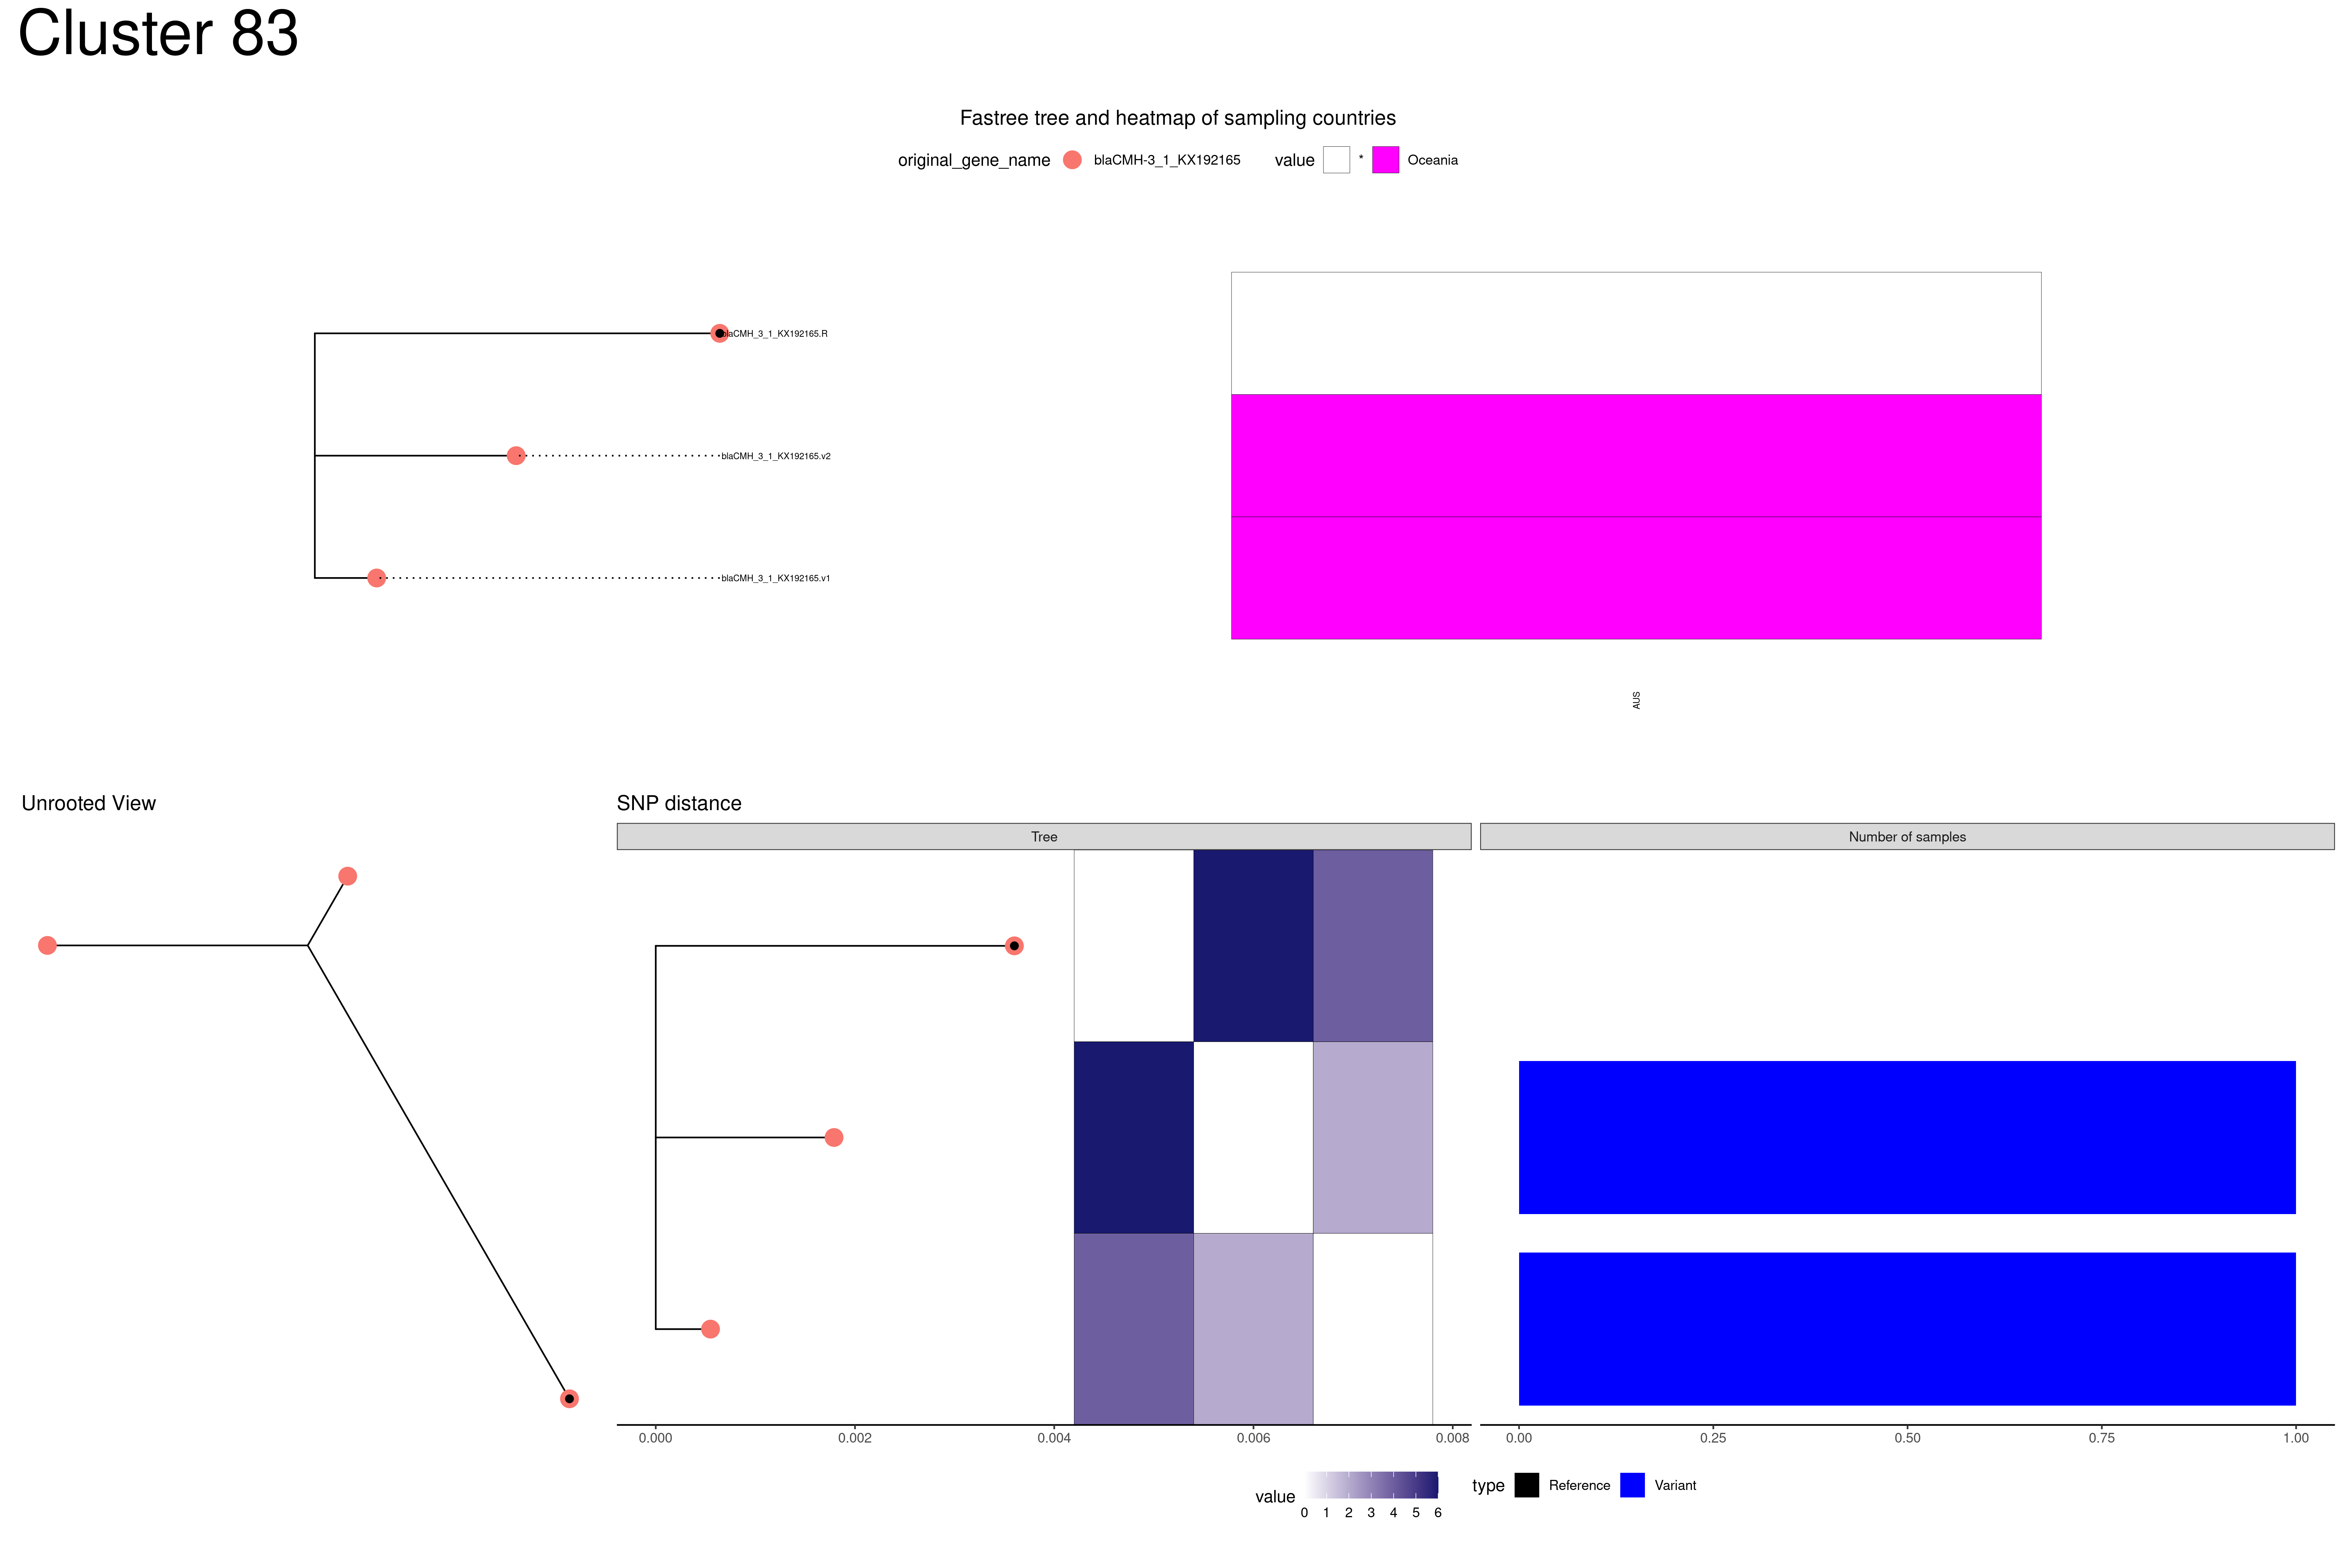 Cluster 83
Fastree tree and heatmap of sampling countries
original_gene_name blaCMH-3_1_KX192165 value * Oceania
blaCMH_3_1_KX192165.R
blaCMH_3_1_KX192165.v2
blaCMH_3_1_KX192165.v1
AUS
Unrooted View
SNP distance
Tree
Number of samples
0.000 0.002 0.004 0.006 0.008
0.00 0.25 0.50 0.75 1.00
value
0 1 2 3 4 5 6
type Reference Variant